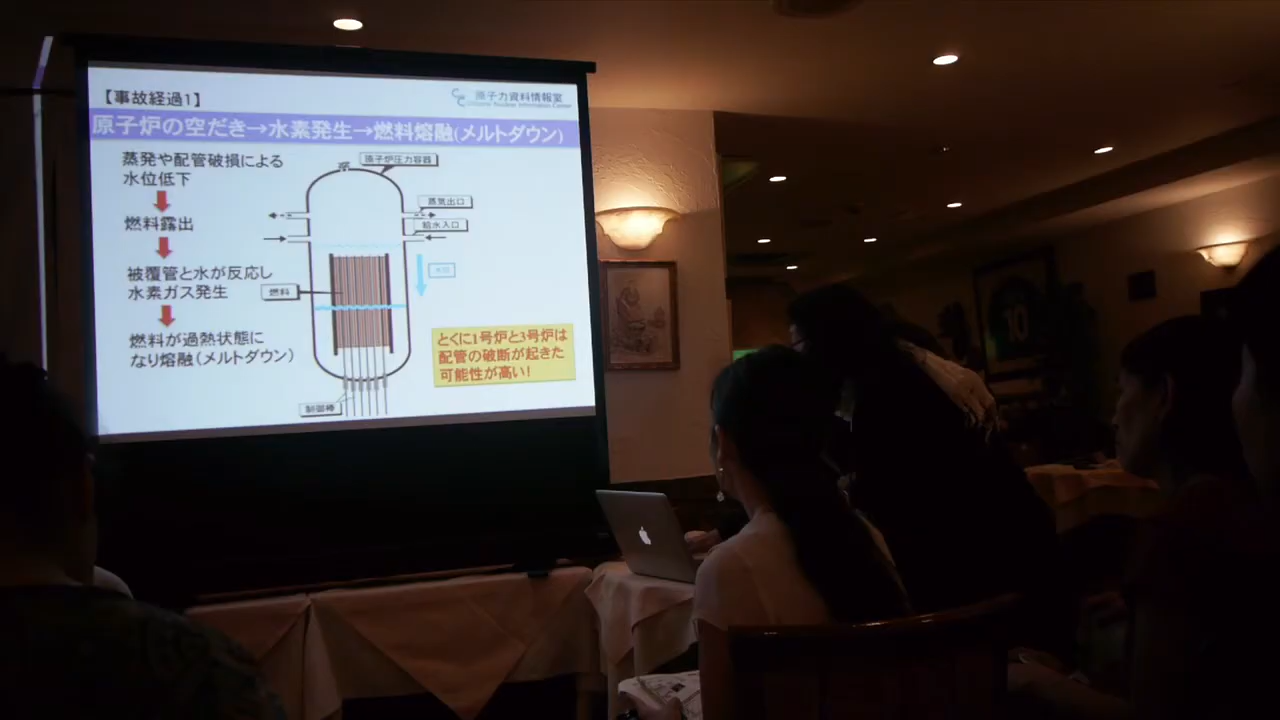 【事故経過1】
原子力資料情報室
Citizens' Nuclear Information Center
原子炉の空だき→水素発生→燃料熔融(メルトダウン)
蒸発や配管破損による
水位低下
燃料露出
被覆管と水が反応し
水素ガス発生
燃料が過熱状態に
なり熔融(メルトダウン)
原子炉圧力容器
蒸気出口
給水入口
燃料
制御棒
とくに1号炉と3号炉は
配管の破断が起きた
可能性が高い!
10